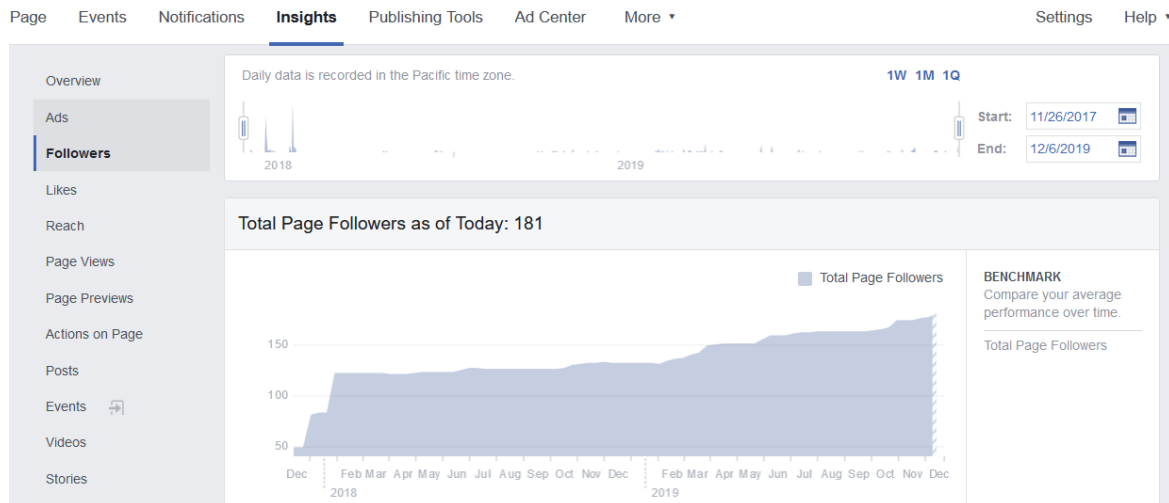 Page Events Notifications Insights Publishing Tools Ad Center More Settings Help
Overview
Ads
Followers
Likes
Reach
Page Views
Page Previews
Actions on Page
Posts
Events
Videos
Stories
Daily data is recorded in the Pacific time zone.
1W 1M 1Q
2018 2019
Start: 11/26/2017
End: 12/6/2019
Total Page Followers as of Today: 181
Total Page Followers
150
100
50
Dec Feb Mar Apr May Jun Jul Aug Sep Oct Nov Dec Feb Mar Apr May Jun Jul Aug Sep Oct Nov Dec
2018 2019
BENCHMARK
Compare your average
performance over time.
Total Page Followers